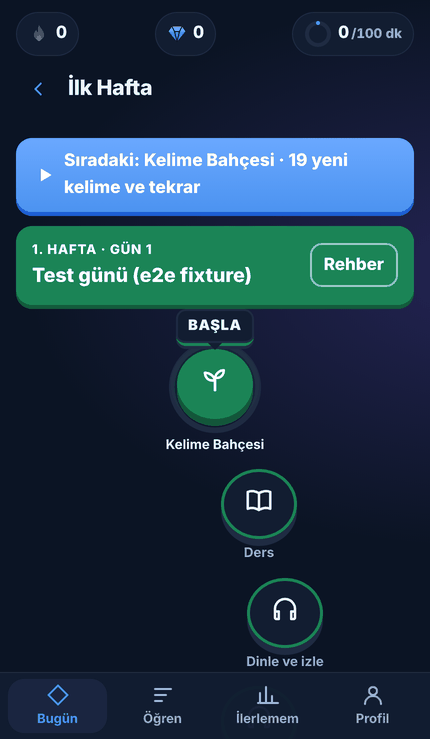 0
0
0/100 dk
İlk Hafta
Sıradaki: Kelime Bahçesi · 19 yeni
kelime ve tekrar
1. HAFTA · GÜN 1
Test günü (e2e fixture)
Rehber
BAŞLA
Kelime Bahçesi
Ders
Dinle ve izle
Bugün
Öğren
İlerlemem
Profil